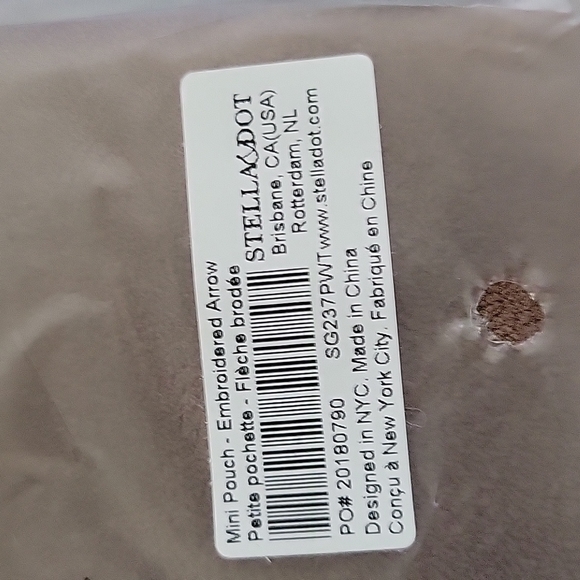 Mini Pouch - Embroidered Arrow
Petite pochette - Flèche brodée
STELLA&DOT
Brisbane, CA(USA)
Rotterdam, NL
SG237PWT www.stelladot.com
PO# 20180790
Designed in NYC. Made in China
Conçu à New York City. Fabriqué en Chine